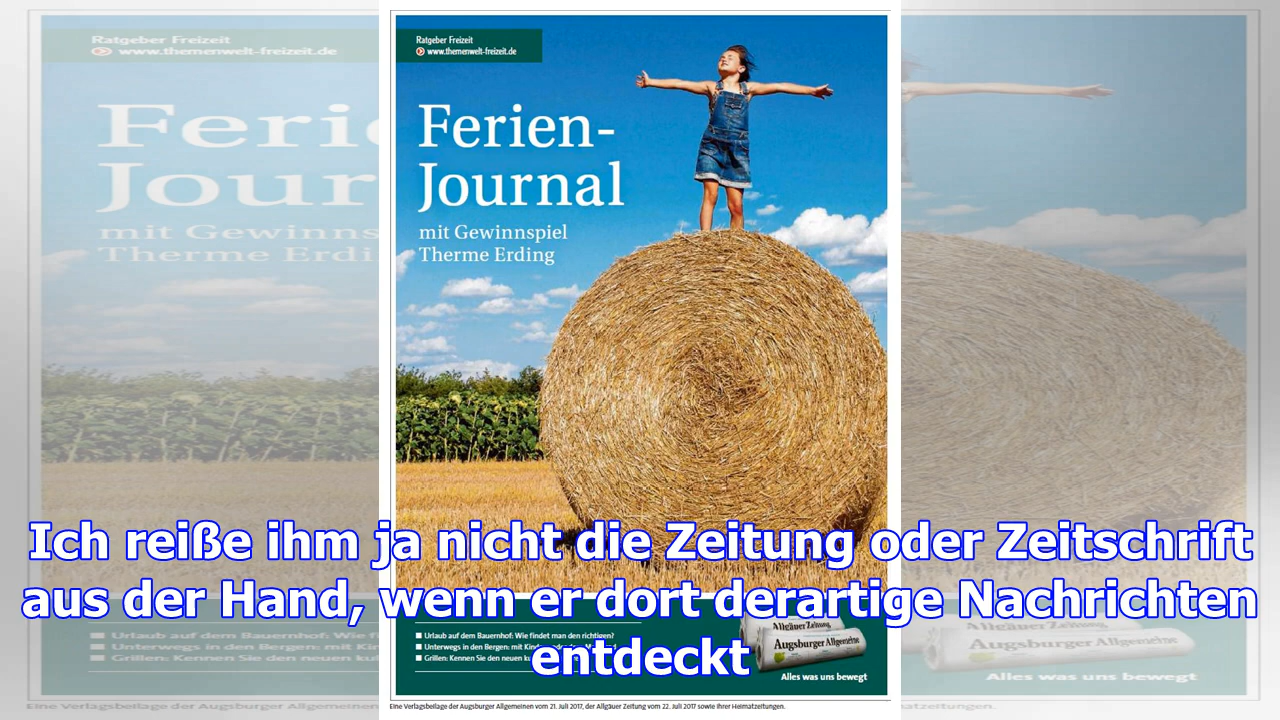 Ratgeber Freizeit
www.themenwelt-freizeit.de
Ferien-
Journal
mit Gewinnspiel
Therme Erding
Ich reiße ihm ja nicht die Zeitung oder Zeitschrift
aus der Hand, wenn er dort derartige Nachrichten
entdeckt
Urlaub auf dem Bauernhof: Wie findet man den richtigen?
Unterwegs in den Bergen: mit
Grillen: Kennen Sie den neuen
Allgäuer Zeitung
Augsburger Allgemeine
Alles was uns bewegt
Eine Verlagsbeilage der Augsburger Allgemeinen vom 21. Juli 2017, der Allgäuer Zeitung vom 22. Juli 2017 sowie ihrer Heimatzeitungen.